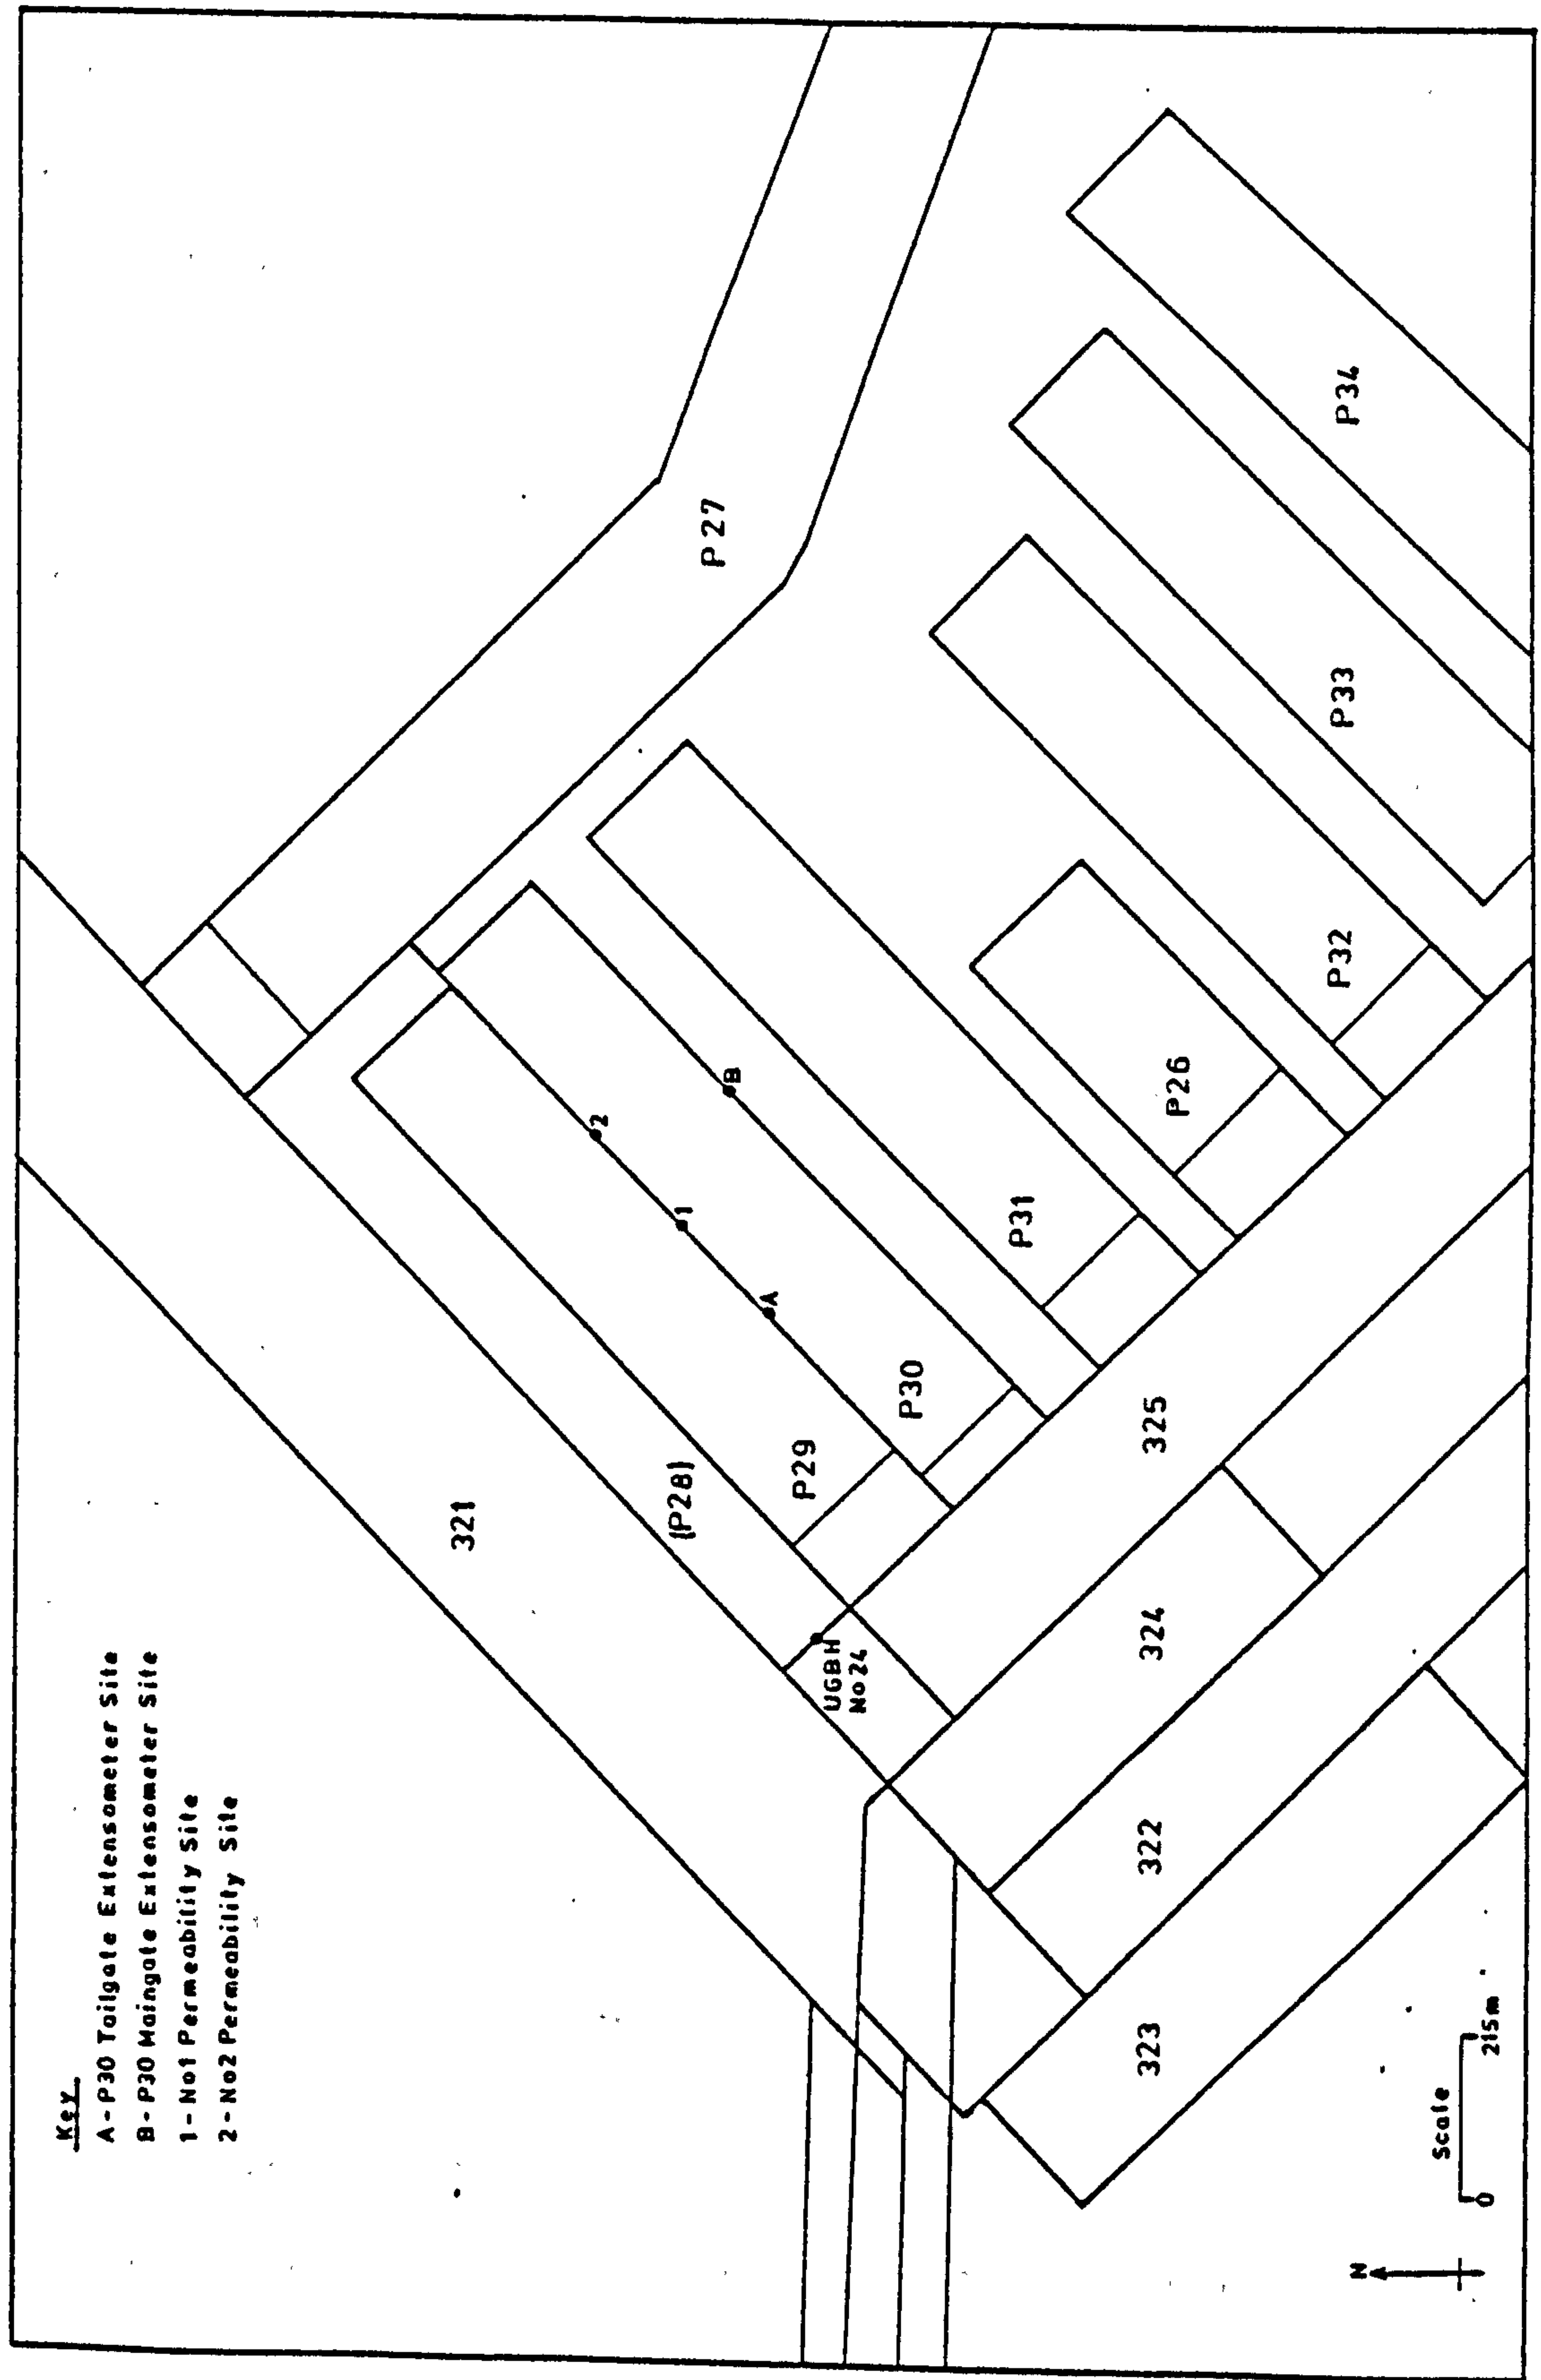 Key
A - P30 Tailgate Extensometer Site
B - P30 Maingate Extensometer Site
1 - No1 Permeability Site
2 - No2 Permeability Site
321
(P28)
P29
P30
P31
P26
P32
P33
P34
P27
A
1
2
B
UGBH
No24
325
324
322
323
N
Scale
0
215m